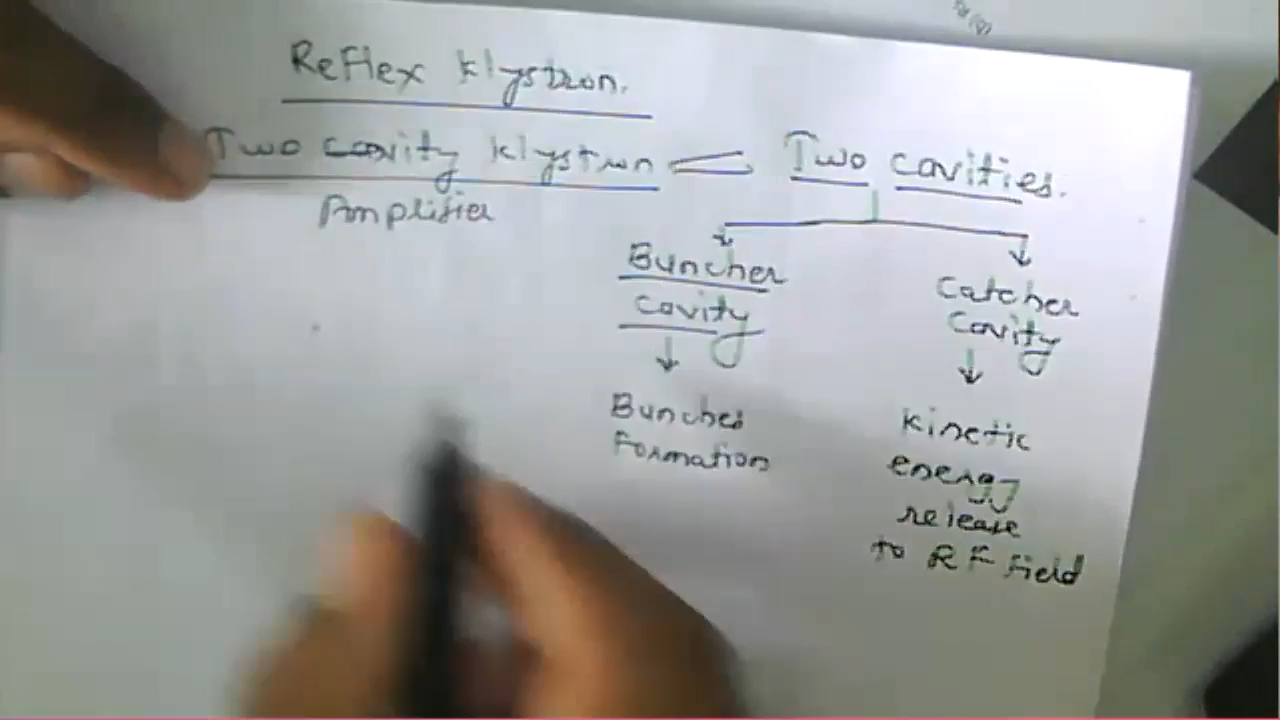 Reflex Klystron.
Two cavity Klystron
Amplifier
Two cavities.
Buncher
cavity
Bunches
Formation
Catcher
Cavity
Kinetic
energy
release
to RF Field